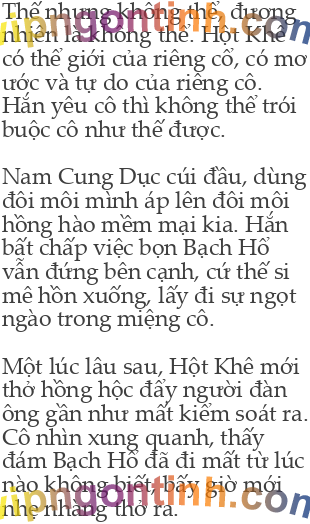 Thế nhưng không thể, đương
nhiên là không thể. Hột Khê
có thể giới của riêng cô, có mơ
ước và tự do của riêng cô.
Hắn yêu cô thì không thể trói
buộc cô như thế được.

Nam Cung Dục cúi đầu, dùng
đôi môi mình áp lên đôi môi
hồng hào mềm mại kia. Hắn
bất chấp việc bọn Bạch Hổ
vẫn đứng bên cạnh, cứ thế si
mê hồn xuống, lấy đi sự ngọt
ngào trong miệng cô.

Một lúc lâu sau, Hột Khê mới
thở hồng hộc đẩy người đàn
ông gần như mất kiểm soát ra.
Cô nhìn xung quanh, thấy
đám Bạch Hổ đã đi mất từ lúc
nào không biết, bấy giờ mới
nhẹ nhàng thở ra.
vipngontinh.com
vipngontinh.com